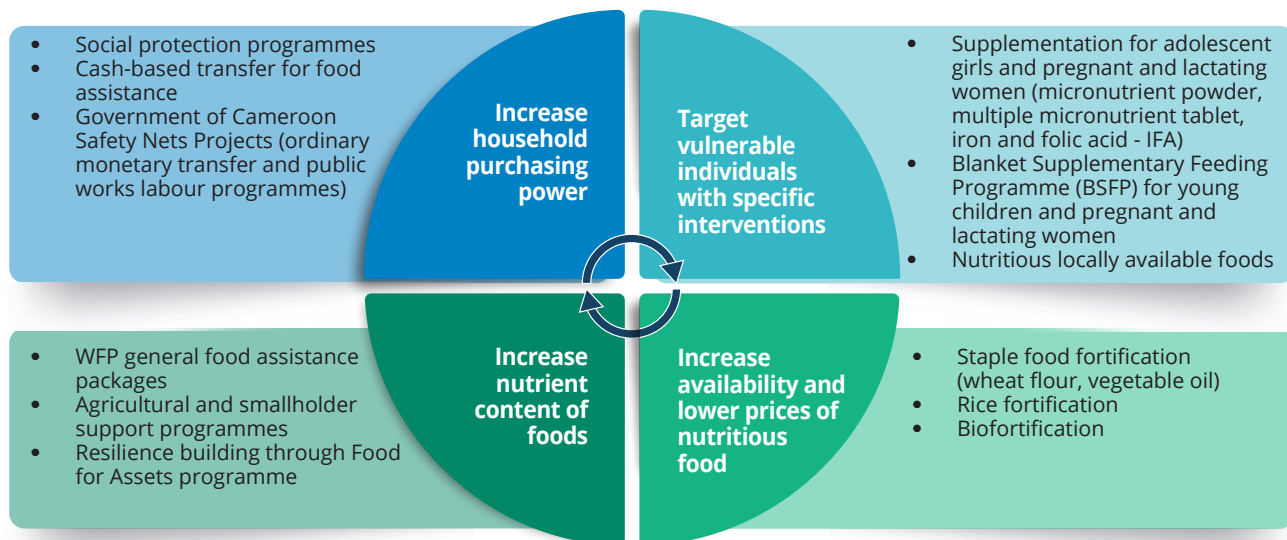 • Social protection programmes
• Cash-based transfer for food
assistance
• Government of Cameroon
Safety Nets Projects (ordinary
monetary transfer and public
works labour programmes)
Increase
household
purchasing
power
Target
vulnerable
individuals
with specific
interventions
• Supplementation for adolescent
girls and pregnant and lactating
women (micronutrient powder,
multiple micronutrient tablet,
iron and folic acid - IFA)
• Blanket Supplementary Feeding
Programme (BSFP) for young
children and pregnant and
lactating women
• Nutritious locally available foods
• WFP general food assistance
packages
• Agricultural and smallholder
support programmes
• Resilience building through Food
for Assets programme
Increase
nutrient
content of
foods
Increase
availability and
lower prices of
nutritious
food
• Staple food fortification
(wheat flour, vegetable oil)
• Rice fortification
• Biofortification